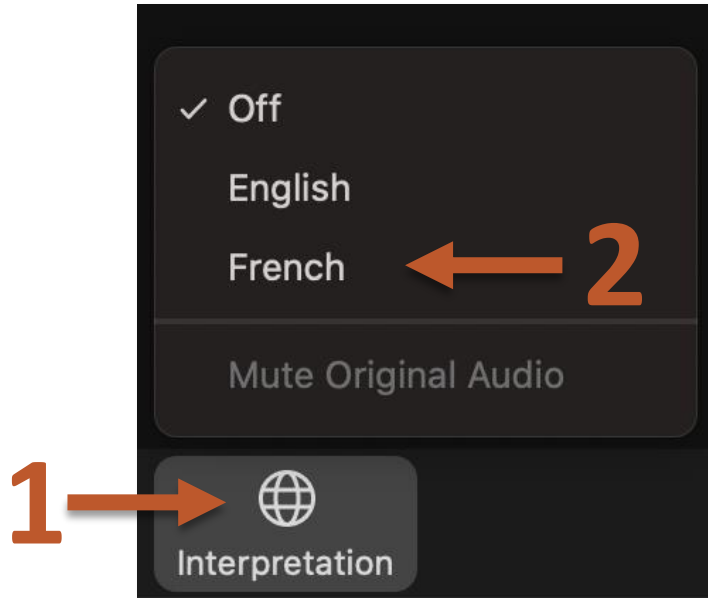 ✓ Off
English
French
2
Mute Original Audio
1
Interpretation